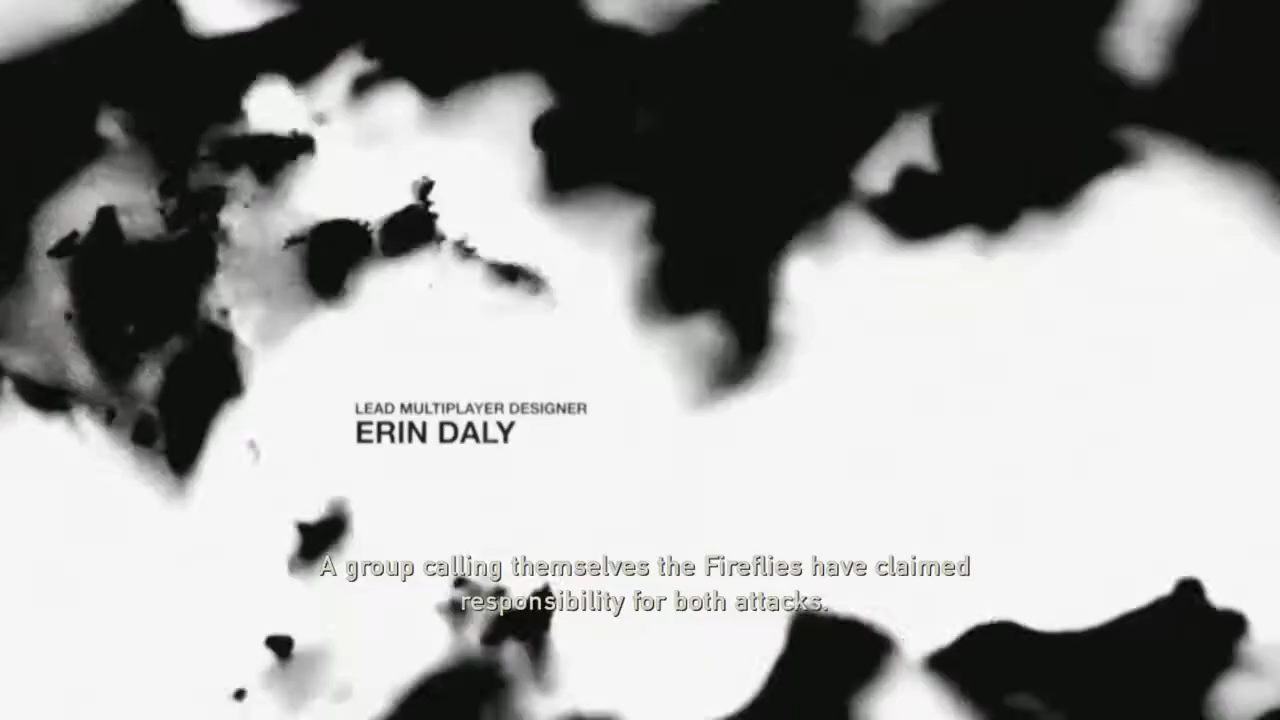 LEAD MULTIPLAYER DESIGNER
ERIN DALY
A group calling themselves the Fireflies have claimed
responsibility for both attacks.